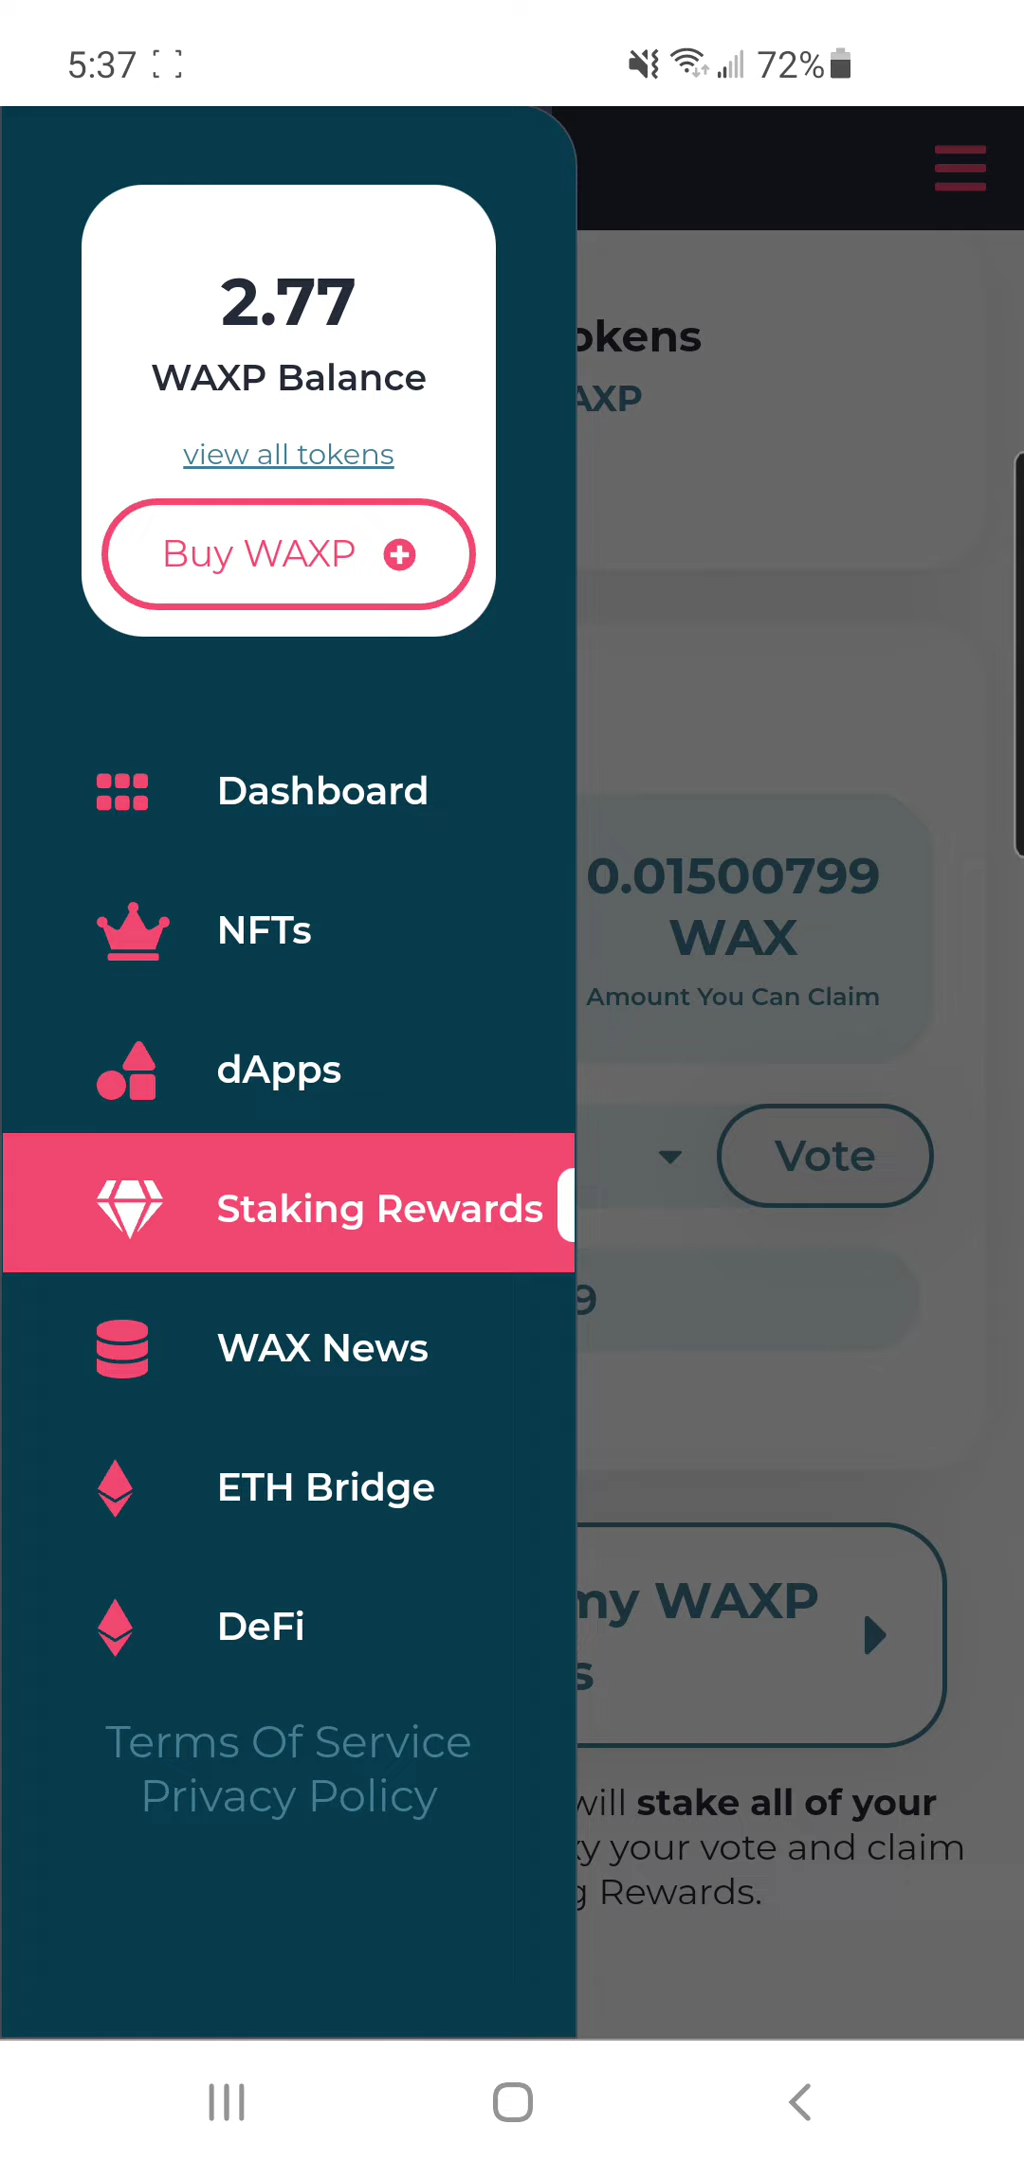 5:37
72%
2.77
WAXP Balance
view all tokens
Buy WAXP
Dashboard
NFTs
dApps
Staking Rewards
WAX News
ETH Bridge
DeFi
Terms Of Service
Privacy Policy
okens
AXP
0.01500799
WAX
Amount You Can Claim
Vote
9
my WAXP
s
will stake all of your
xy your vote and claim
g Rewards.